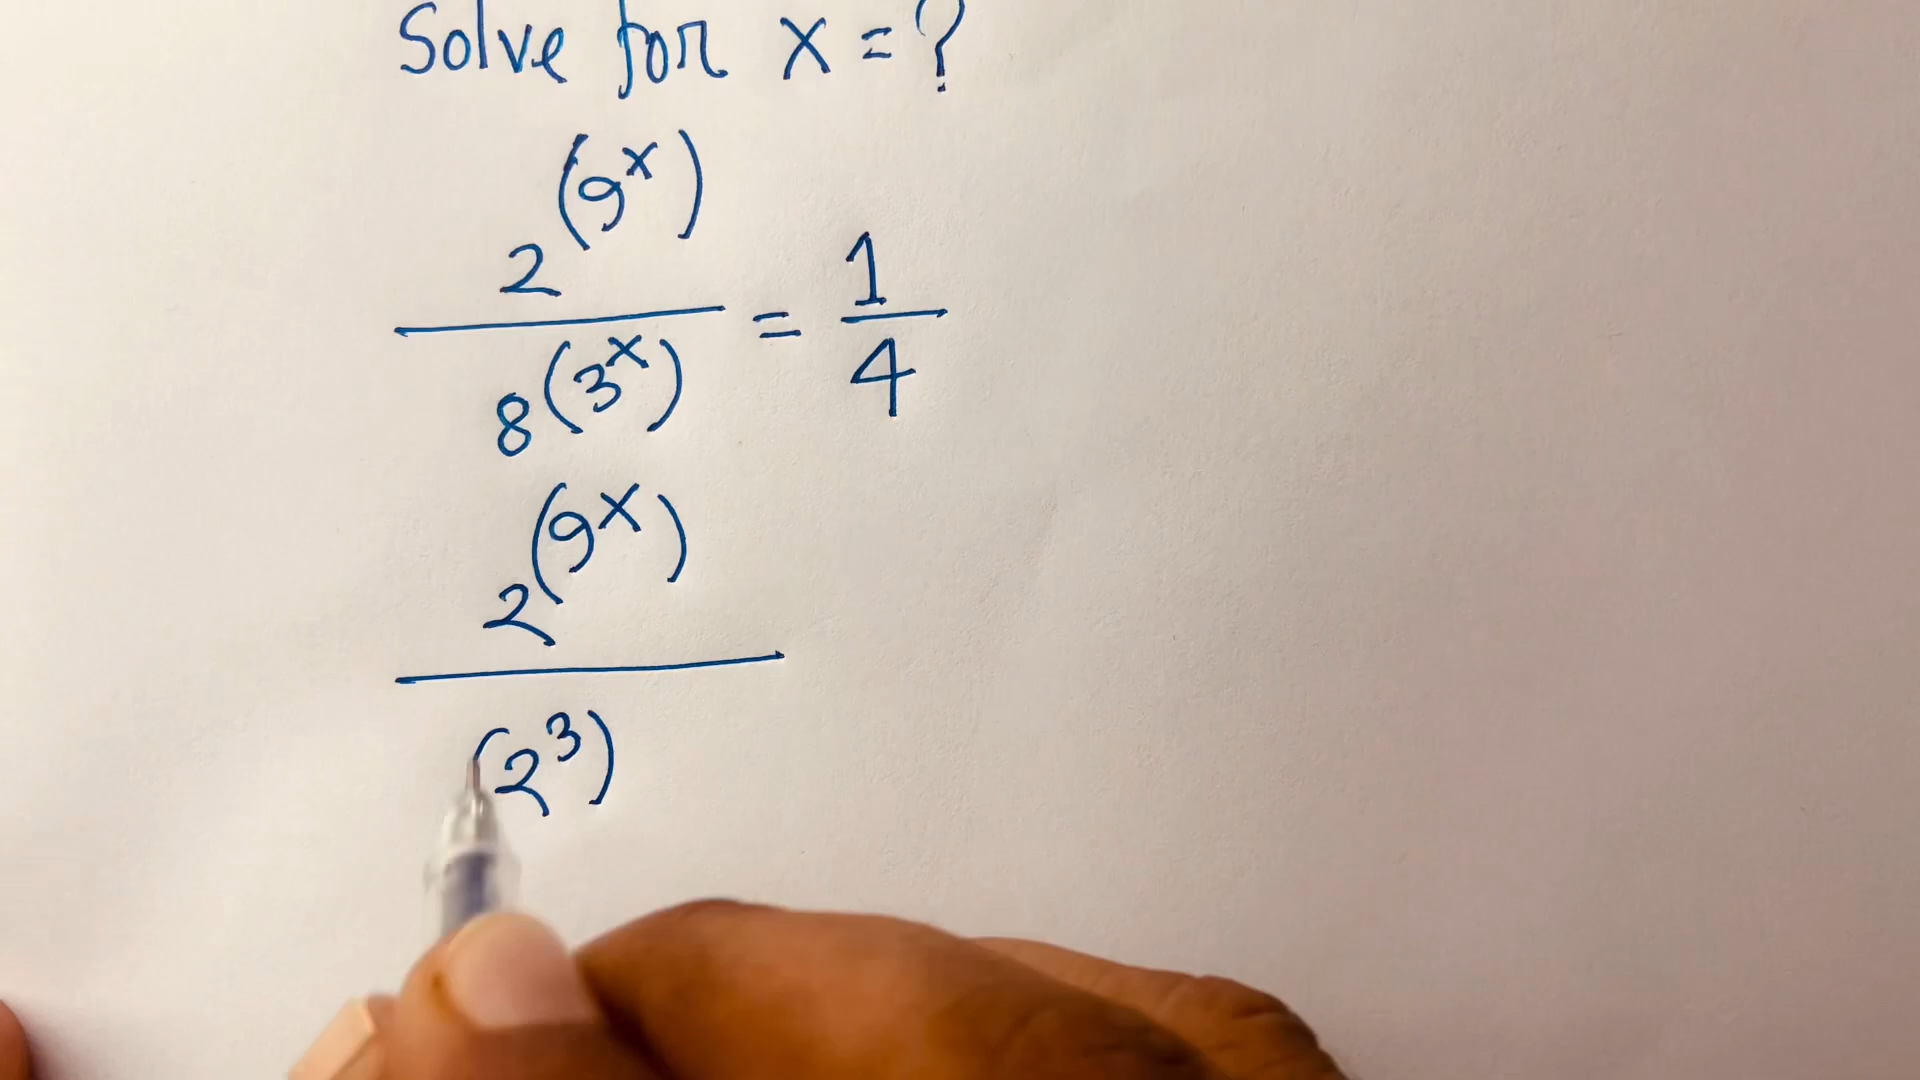 Solve for x = ?
2^(9^x) / 8^(3^x) = 1/4
2^(9^x) / (2^3)